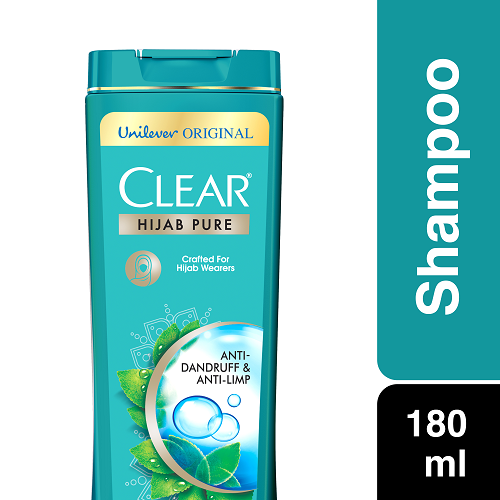 Unilever ORIGINAL
CLEAR®
HIJAB PURE
Crafted For
Hijab Wearers
ANTI-
DANDRUFF &
ANTI-LIMP
Shampoo
180
ml